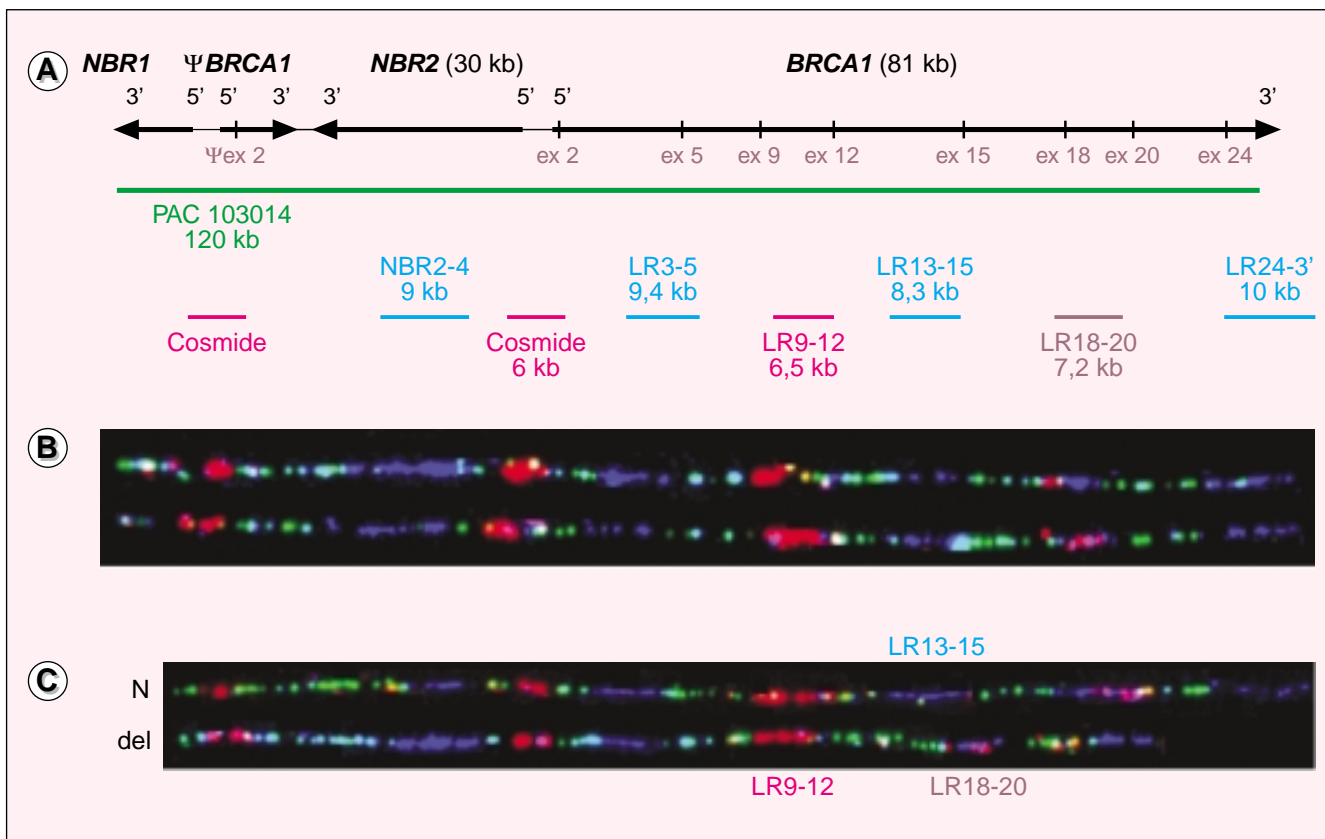 A
NBR1 ΨBRCA1 NBR2 (30 kb) BRCA1 (81 kb)
3’ 5’ 5’ 3’ 3’ 5’ 5’ 3’
Ψex 2 ex 2 ex 5 ex 9 ex 12 ex 15 ex 18 ex 20 ex 24
PAC 103014
120 kb
NBR2-4 LR3-5 LR13-15 LR24-3’
9 kb 9,4 kb 8,3 kb 10 kb
Cosmide Cosmide LR9-12 LR18-20
6 kb 6,5 kb 7,2 kb
B
LR13-15
C
N
del
LR9-12 LR18-20